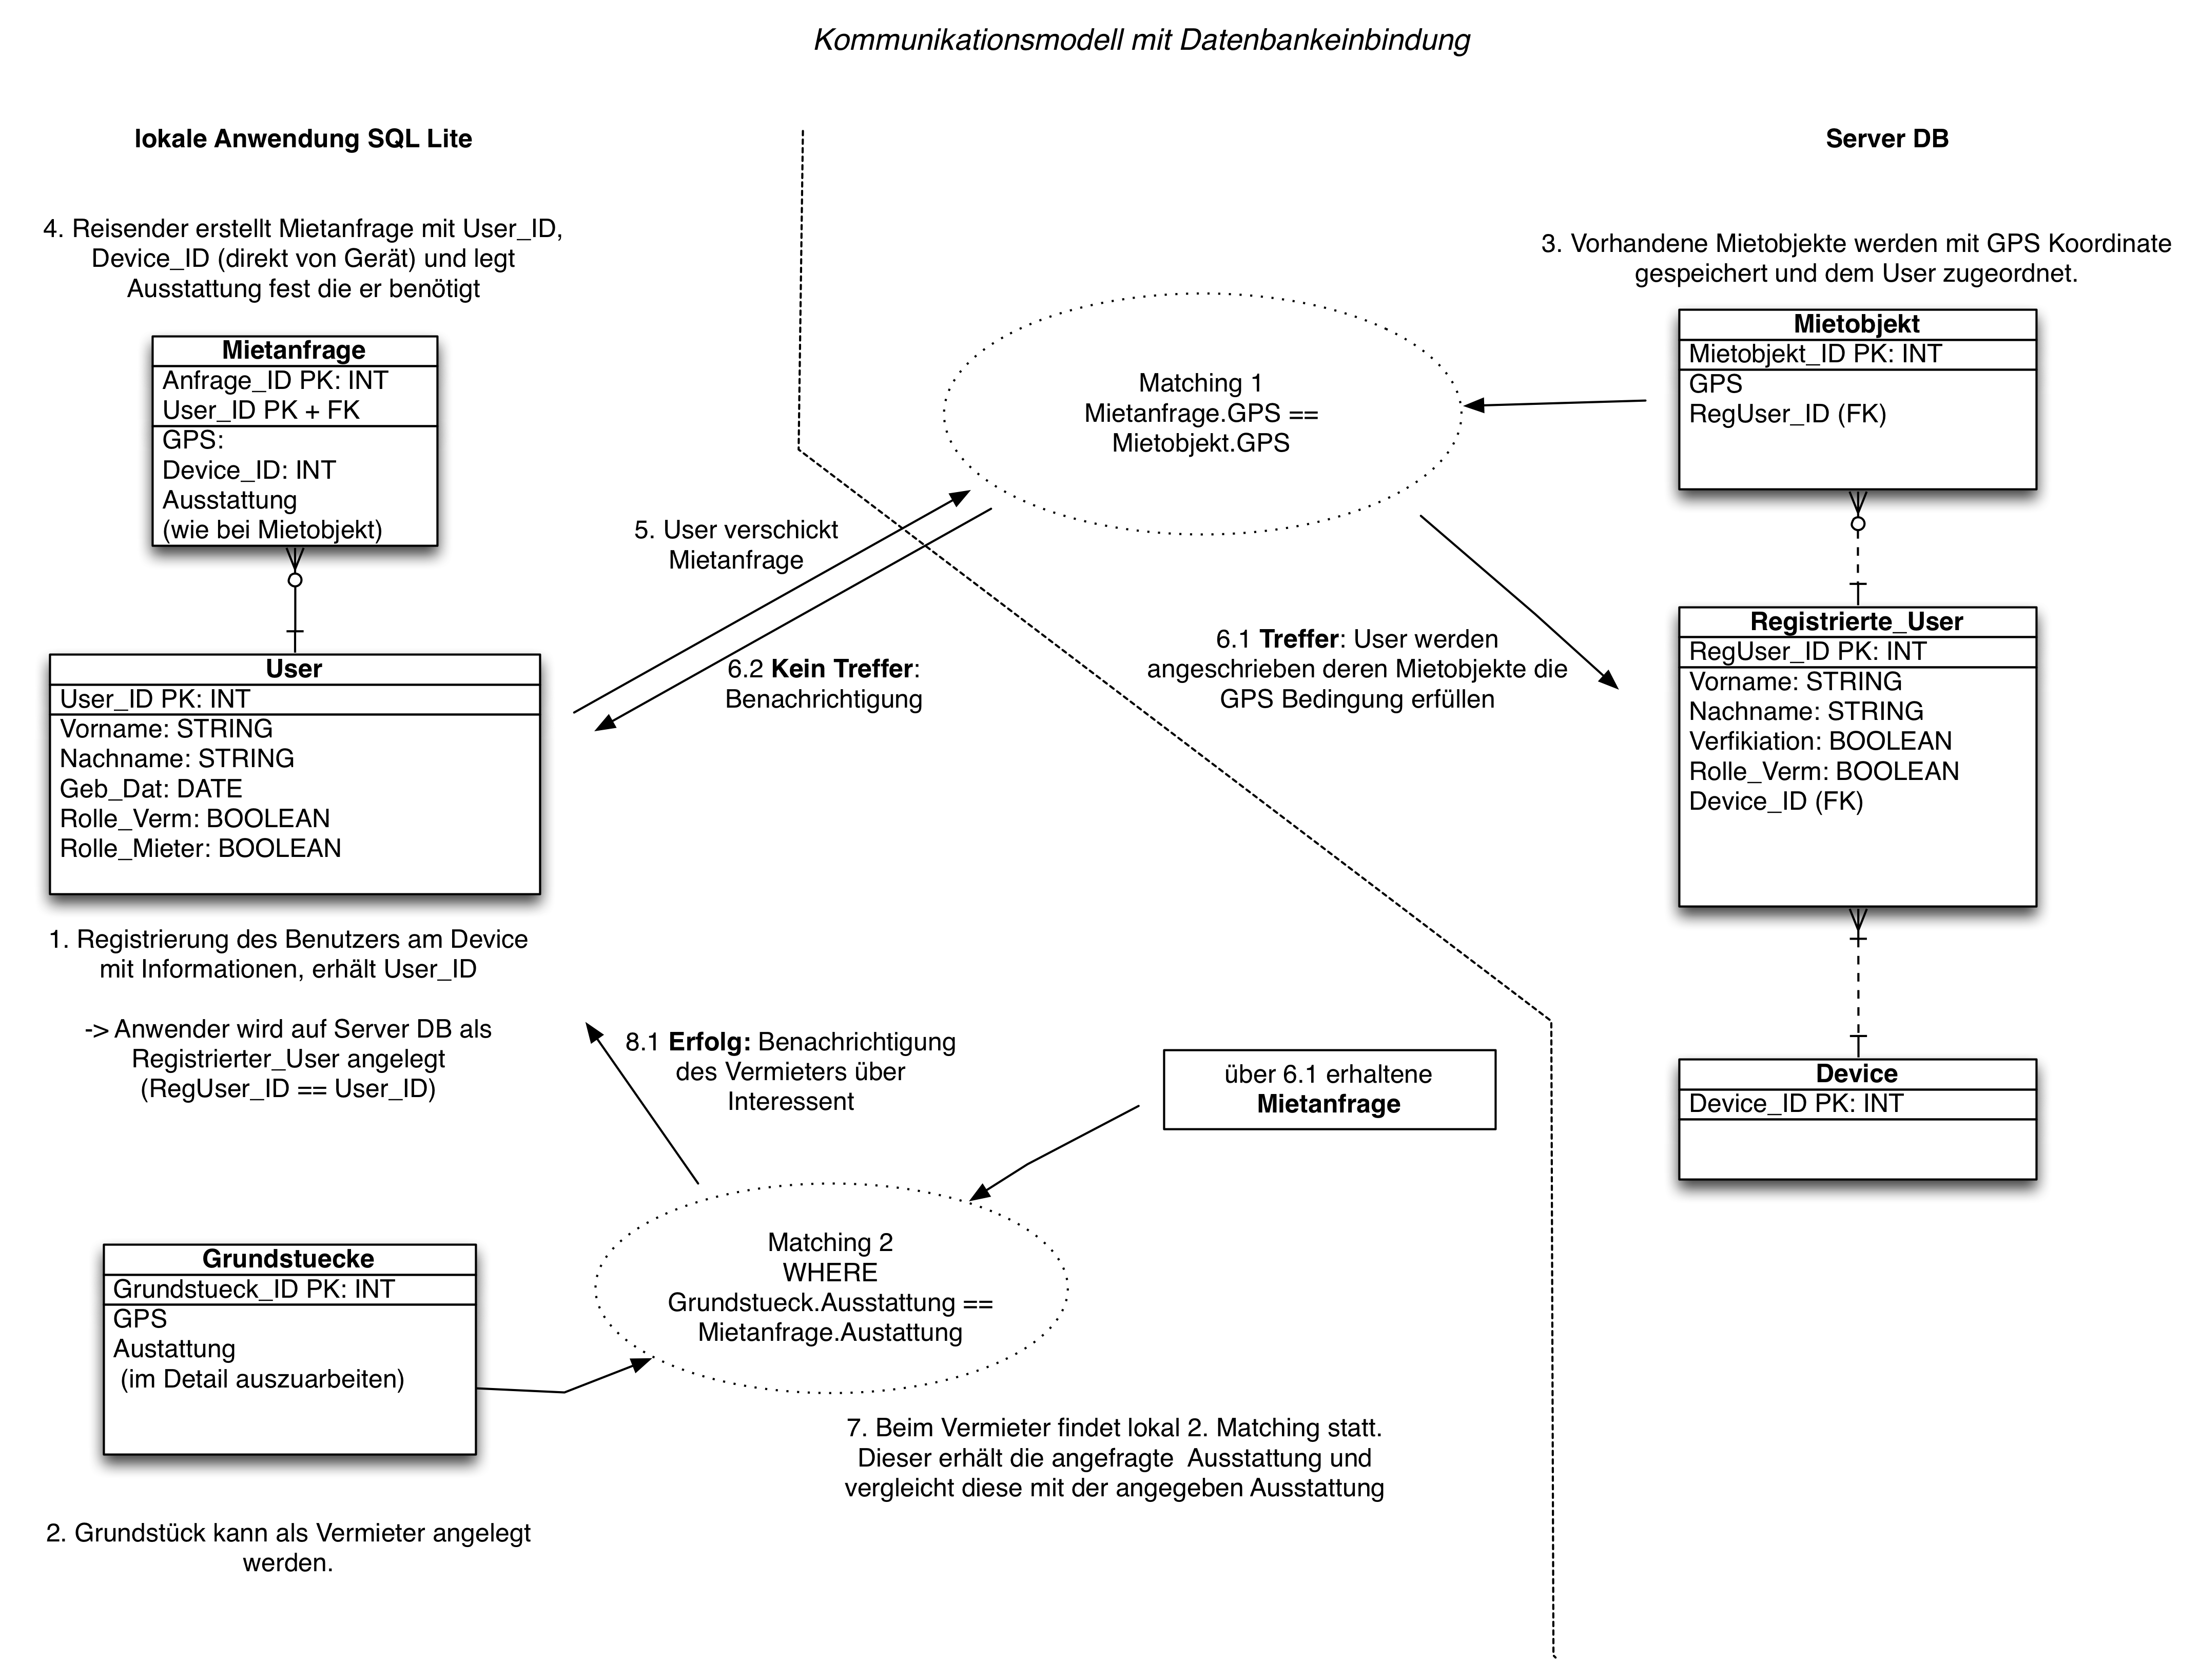 Kommunikationsmodell mit Datenbankeinbindung
lokale Anwendung SQL Lite
Server DB
4. Reisender erstellt Mietanfrage mit User_ID,
Device_ID (direkt von Gerät) und legt
Ausstattung fest die er benötigt
Mietanfrage
Anfrage_ID PK: INT
User_ID PK + FK
GPS:
Device_ID: INT
Ausstattung
(wie bei Mietobjekt)
User
User_ID PK: INT
Vorname: STRING
Nachname: STRING
Geb_Dat: DATE
Rolle_Verm: BOOLEAN
Rolle_Mieter: BOOLEAN
1. Registrierung des Benutzers am Device
mit Informationen, erhält User_ID
-> Anwender wird auf Server DB als
Registrierter_User angelegt
(RegUser_ID == User_ID)
Grundstuecke
Grundstueck_ID PK: INT
GPS
Austattung
(im Detail auszuarbeiten)
2. Grundstück kann als Vermieter angelegt
werden.
Matching 1
Mietanfrage.GPS ==
Mietobjekt.GPS
5. User verschickt
Mietanfrage
6.2 Kein Treffer:
Benachrichtigung
6.1 Treffer: User werden
angeschrieben deren Mietobjekte die
GPS Bedingung erfüllen
8.1 Erfolg: Benachrichtigung
des Vermieters über
Interessent
über 6.1 erhaltene
Mietanfrage
Matching 2
WHERE
Grundstueck.Ausstattung ==
Mietanfrage.Austattung
7. Beim Vermieter findet lokal 2. Matching statt.
Dieser erhält die angefragte  Ausstattung und
vergleicht diese mit der angegeben Ausstattung
3. Vorhandene Mietobjekte werden mit GPS Koordinate
gespeichert und dem User zugeordnet.
Mietobjekt
Mietobjekt_ID PK: INT
GPS
RegUser_ID (FK)
Registrierte_User
RegUser_ID PK: INT
Vorname: STRING
Nachname: STRING
Verfikiation: BOOLEAN
Rolle_Verm: BOOLEAN
Device_ID (FK)
Device
Device_ID PK: INT